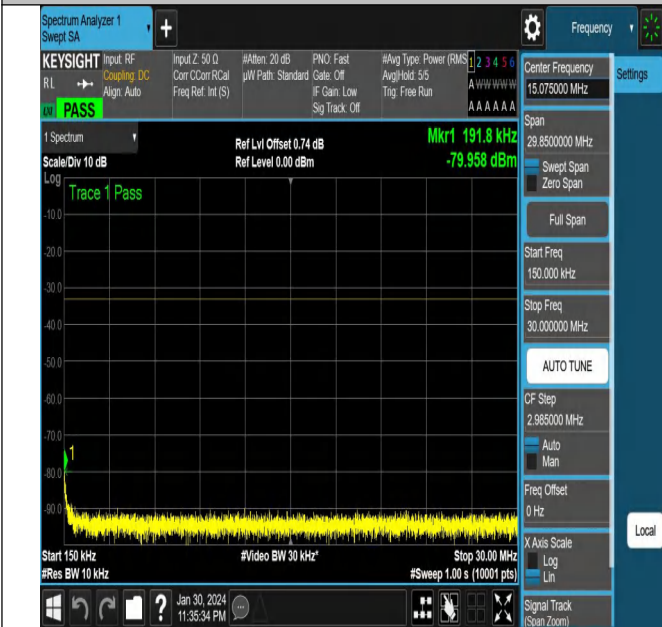 Spectrum Analyzer 1
Swept SA
+
Frequency
KEYSIGHT
RL
PASS
Input: RF
Coupling: DC
Align: Auto
Input Z: 50 Ω
Corr CCorr RCal
Freq Ref: Int (S)
#Atten: 20 dB
µW Path: Standard
PNO: Fast
Gate: Off
IF Gain: Low
Sig Track: Off
#Avg Type: Power (RMS
Avg|Hold: 5/5
Trig: Free Run
1 2 3 4 5 6
A W W W W W
A A A A A A
1 Spectrum
Scale/Div 10 dB
Ref Lvl Offset 0.74 dB
Ref Level 0.00 dBm
Mkr1 191.8 kHz
-79.958 dBm
Log
Trace 1 Pass
-10.0
-20.0
-30.0
-40.0
-50.0
-60.0
-70.0
1
-80.0
-90.0
Start 150 kHz
#Video BW 30 kHz*
Stop 30.00 MHz
#Res BW 10 kHz
#Sweep 1.00 s (10001 pts)
?
Jan 30, 2024
11:35:34 PM
Center Frequency
15.075000 MHz
Settings
Span
29.8500000 MHz
Swept Span
Zero Span
Full Span
Start Freq
150.000 kHz
Stop Freq
30.000000 MHz
AUTO TUNE
CF Step
2.985000 MHz
Auto
Man
Freq Offset
0 Hz
Local
X Axis Scale
Log
Lin
Signal Track
(Span Zoom)